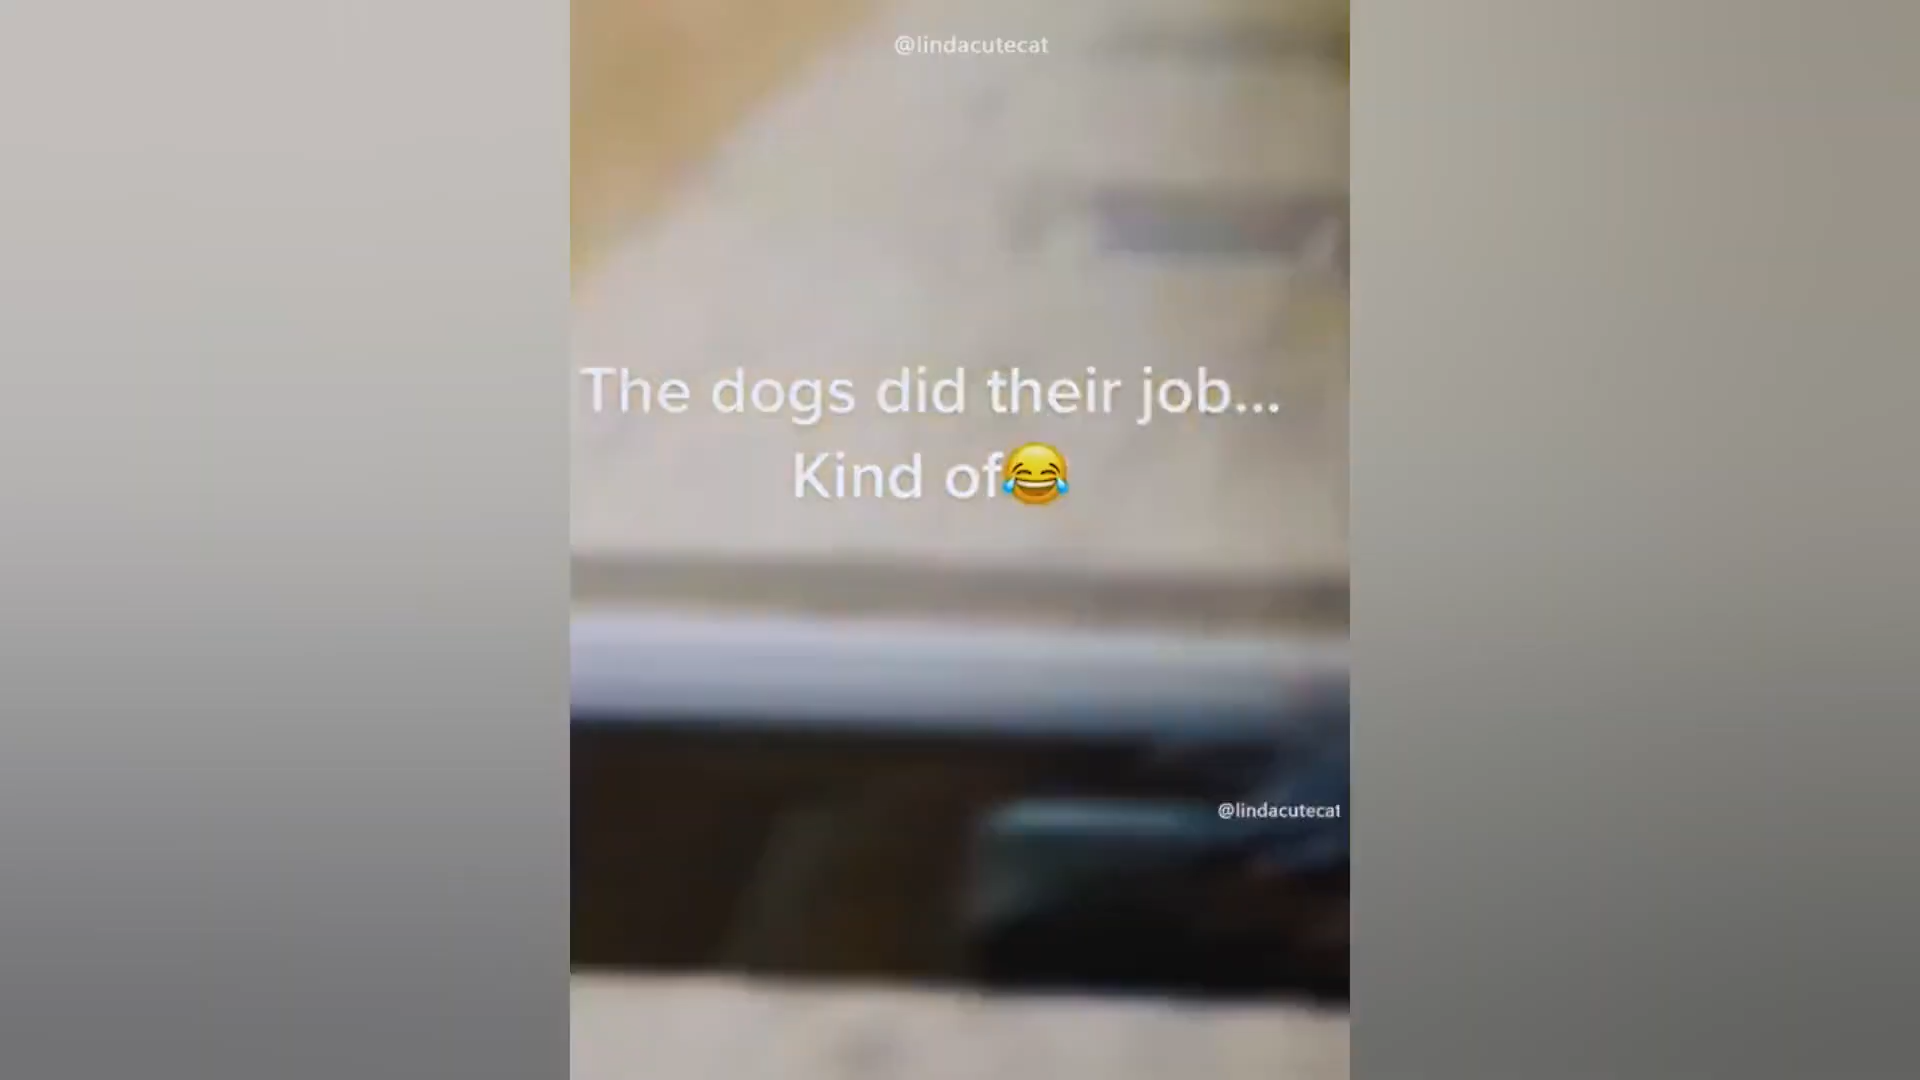 @lindacutecat
The dogs did their job...
Kind of😂
@lindacutecat